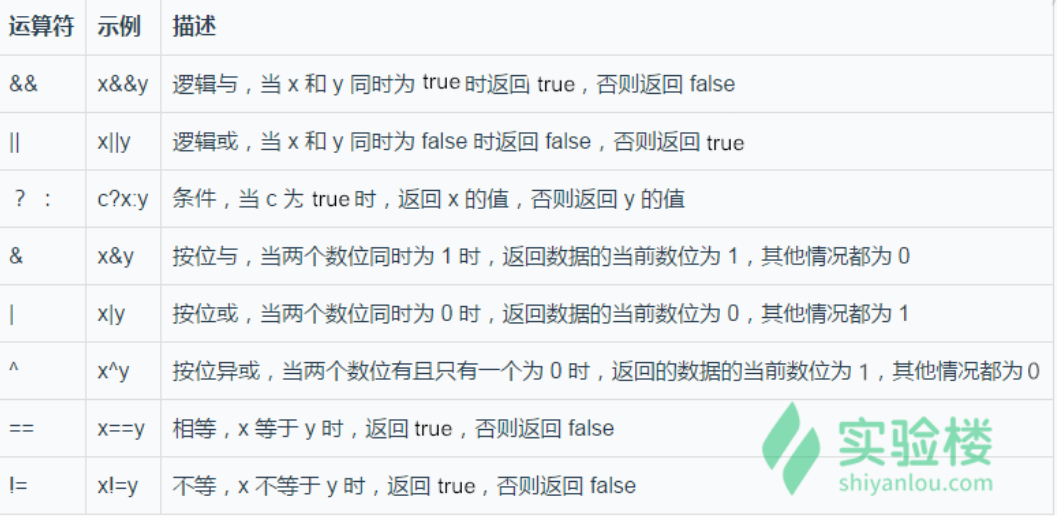 运算符 示例 描述
&& x&&y 逻辑与，当 x 和 y 同时为 true 时返回 true，否则返回 false
|| x||y 逻辑或，当 x 和 y 同时为 false 时返回 false，否则返回 true
? : c?x:y 条件，当 c 为 true 时，返回 x 的值，否则返回 y 的值
& x&y 按位与，当两个数位同时为 1 时，返回数据的当前数位为 1，其他情况都为 0
| x|y 按位或，当两个数位同时为 0 时，返回数据的当前数位为 0，其他情况都为 1
^ x^y 按位异或，当两个数位有且只有一个为 0 时，返回的数据的当前数位为 1，其他情况都为 0
== x==y 相等，x 等于 y 时，返回 true，否则返回 false
!= x!=y 不等，x 不等于 y 时，返回 true，否则返回 false
实验楼
shiyanlou.com